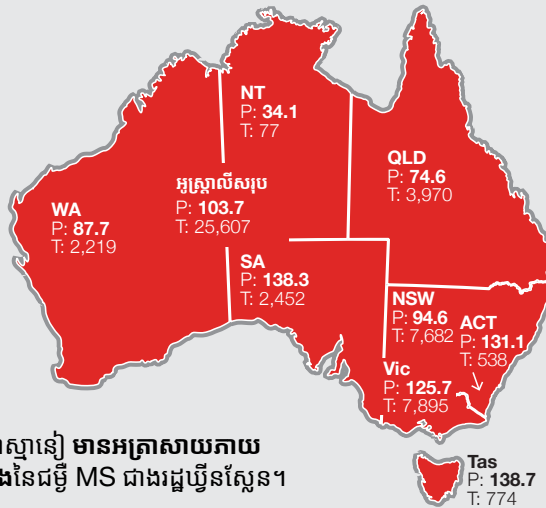 NT
P: 34.1
T: 77
QLD
P: 74.6
T: 3,970
អូស្ត្រាលីសរុប
P: 103.7
T: 25,607
WA
P: 87.7
T: 2,219
SA
P: 138.3
T: 2,452
NSW
P: 94.6
T: 7,682
ACT
P: 131.1
T: 538
Vic
P: 125.7
T: 7,895
មានអត្រាសាយភាយ
នៃជម្ងឺ MS ជាងរដ្ឋឃ្វីនស្លែន។
Tas
P: 138.7
T: 774